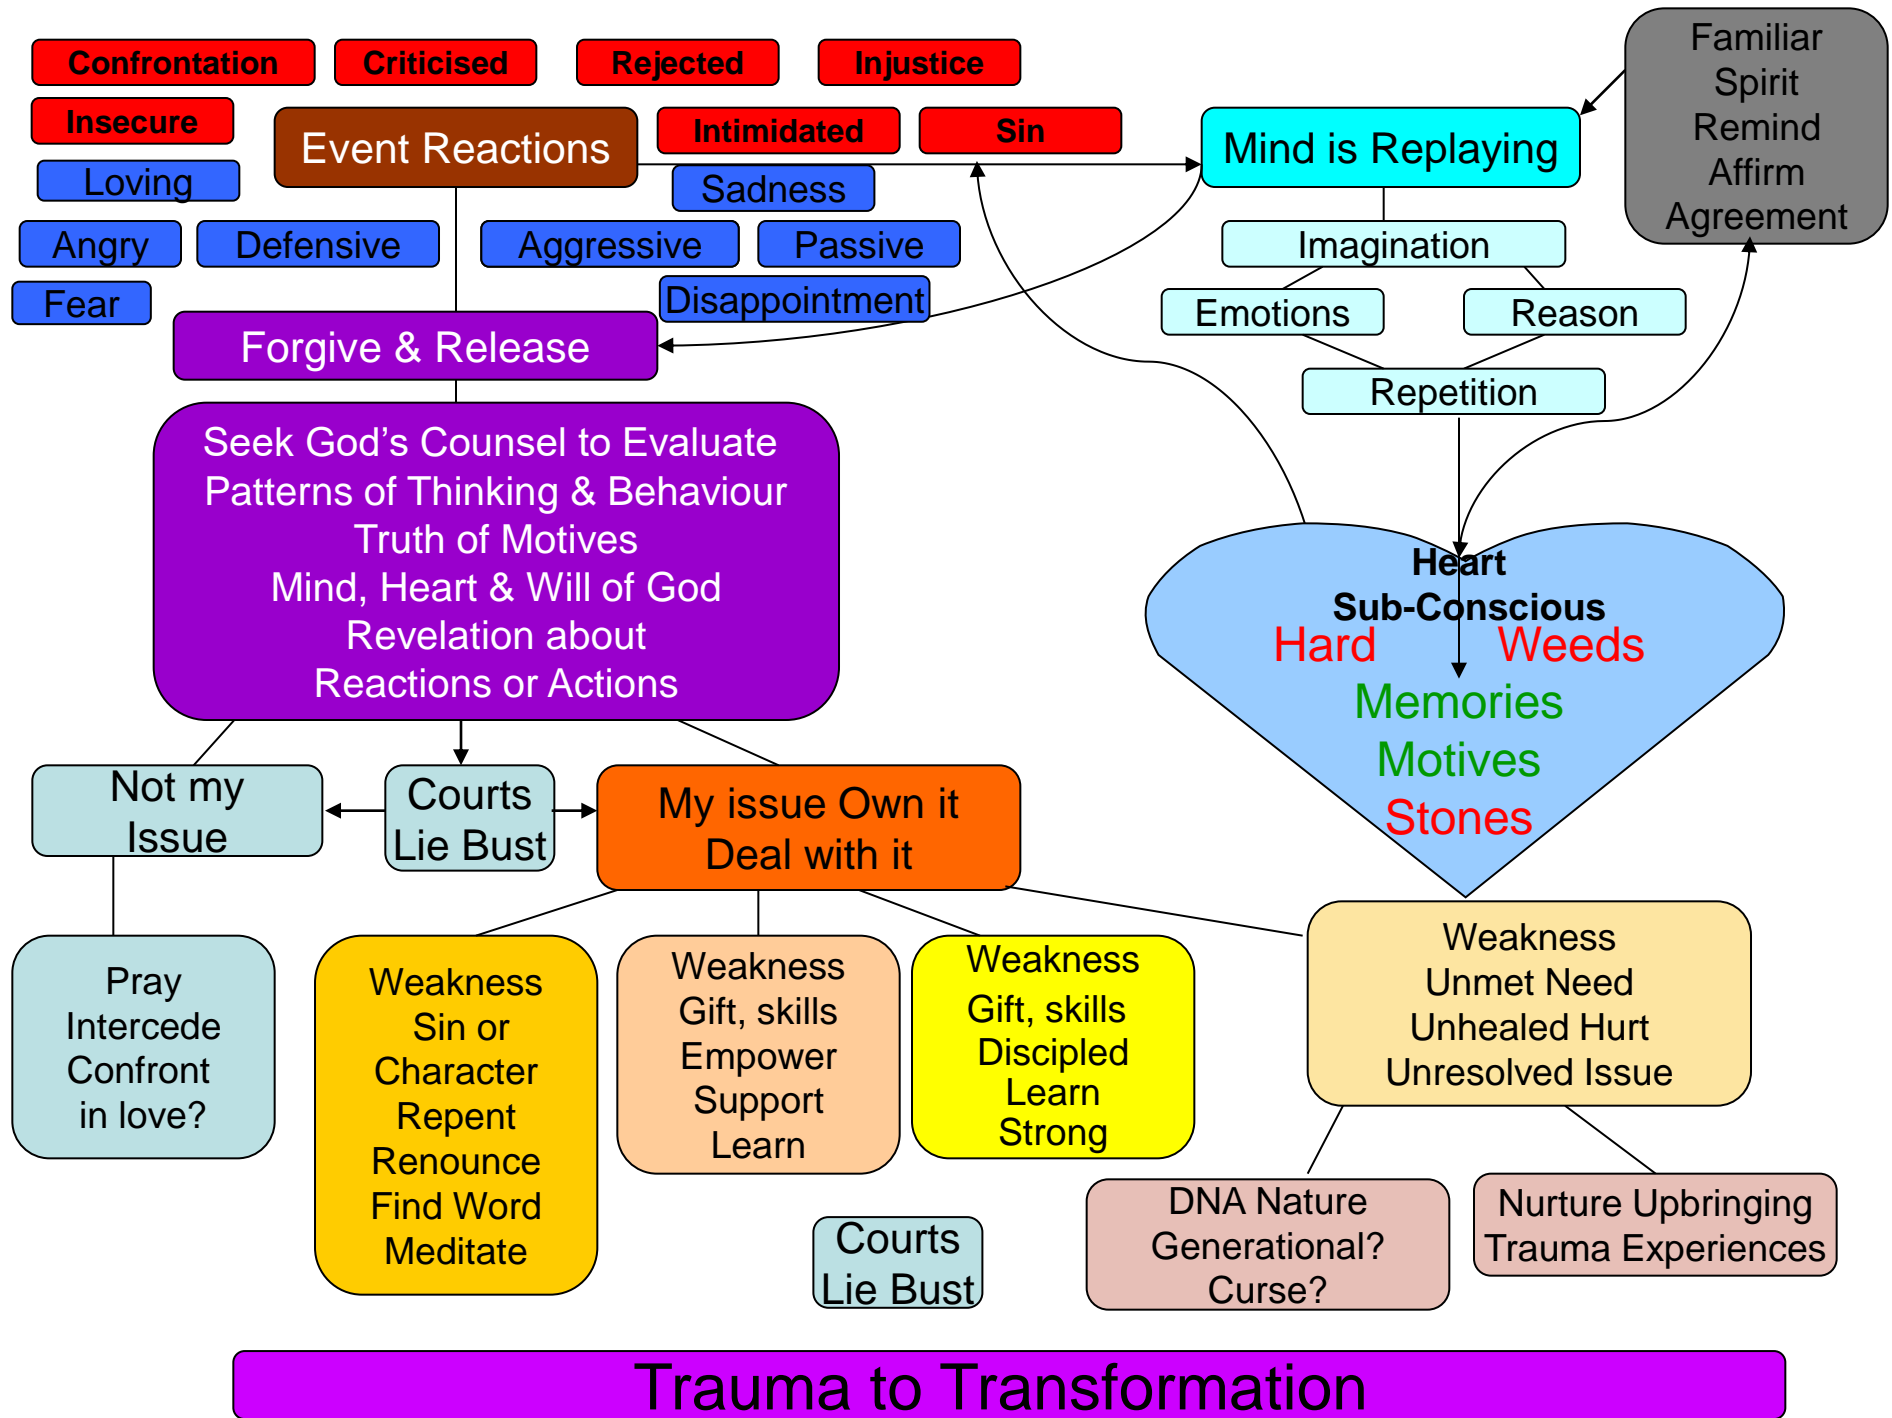 Confrontation
Criticised
Rejected
Injustice
Familiar
Spirit
Remind
Affirm
Agreement
Insecure
Event Reactions
Intimidated
Sin
Mind is Replaying
Loving
Sadness
Angry
Defensive
Aggressive
Passive
Imagination
Fear
Disappointment
Emotions
Reason
Forgive & Release
Repetition
Seek God's Counsel to Evaluate
Patterns of Thinking & Behaviour
Truth of Motives
Mind, Heart & Will of God
Revelation about
Reactions or Actions
Heart
Sub-Conscious
Hard
Weeds
Memories
Motives
Stones
Not my
Issue
Courts
Lie Bust
My issue Own it
Deal with it
Pray
Intercede
Confront
in love?
Weakness
Sin or
Character
Repent
Renounce
Find Word
Meditate
Weakness
Gift, skills
Empower
Support
Learn
Weakness
Gift, skills
Discipled
Learn
Strong
Weakness
Unmet Need
Unhealed Hurt
Unresolved Issue
Courts
Lie Bust
DNA Nature
Generational?
Curse?
Nurture Upbringing
Trauma Experiences
Trauma to Transformation